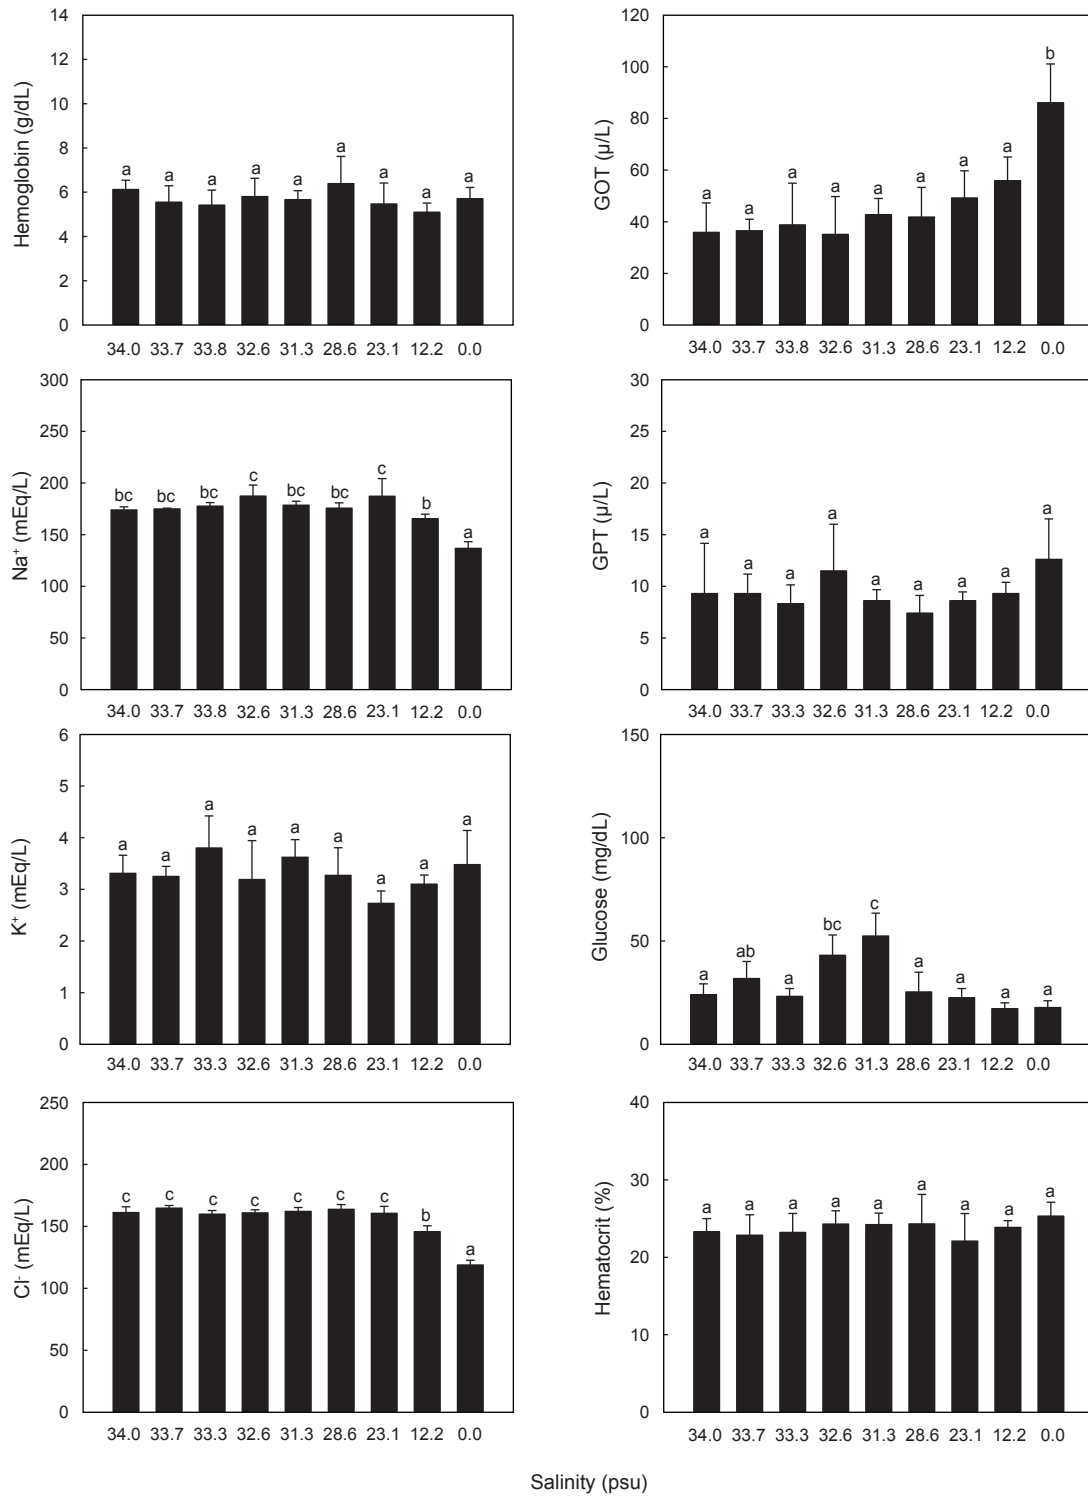 14
12
10
8
6
4
2
0
Hemoglobin (g/dL)
a a a a a a a a a
34.0 33.7 33.8 32.6 31.3 28.6 23.1 12.2 0.0
120
100
80
60
40
20
0
GOT (µ/L)
a a a a a a a a b
34.0 33.7 33.8 32.6 31.3 28.6 23.1 12.2 0.0
300
250
200
150
100
50
0
Na⁺ (mEq/L)
bc bc bc c bc bc c b a
34.0 33.7 33.8 32.6 31.3 28.6 23.1 12.2 0.0
30
25
20
15
10
5
0
GPT (µ/L)
a a a a a a a a a
34.0 33.7 33.3 32.6 31.3 28.6 23.1 12.2 0.0
6
5
4
3
2
1
0
K⁺ (mEq/L)
a a a a a a a a a
34.0 33.7 33.3 32.6 31.3 28.6 23.1 12.2 0.0
150
100
50
0
Glucose (mg/dL)
a ab a bc c a a a a
34.0 33.7 33.3 32.6 31.3 28.6 23.1 12.2 0.0
250
200
150
100
50
0
Cl⁻ (mEq/L)
c c c c c c c b a
34.0 33.7 33.3 32.6 31.3 28.6 23.1 12.2 0.0
40
30
20
10
0
Hematocrit (%)
a a a a a a a a a
34.0 33.7 33.3 32.6 31.3 28.6 23.1 12.2 0.0
Salinity (psu)